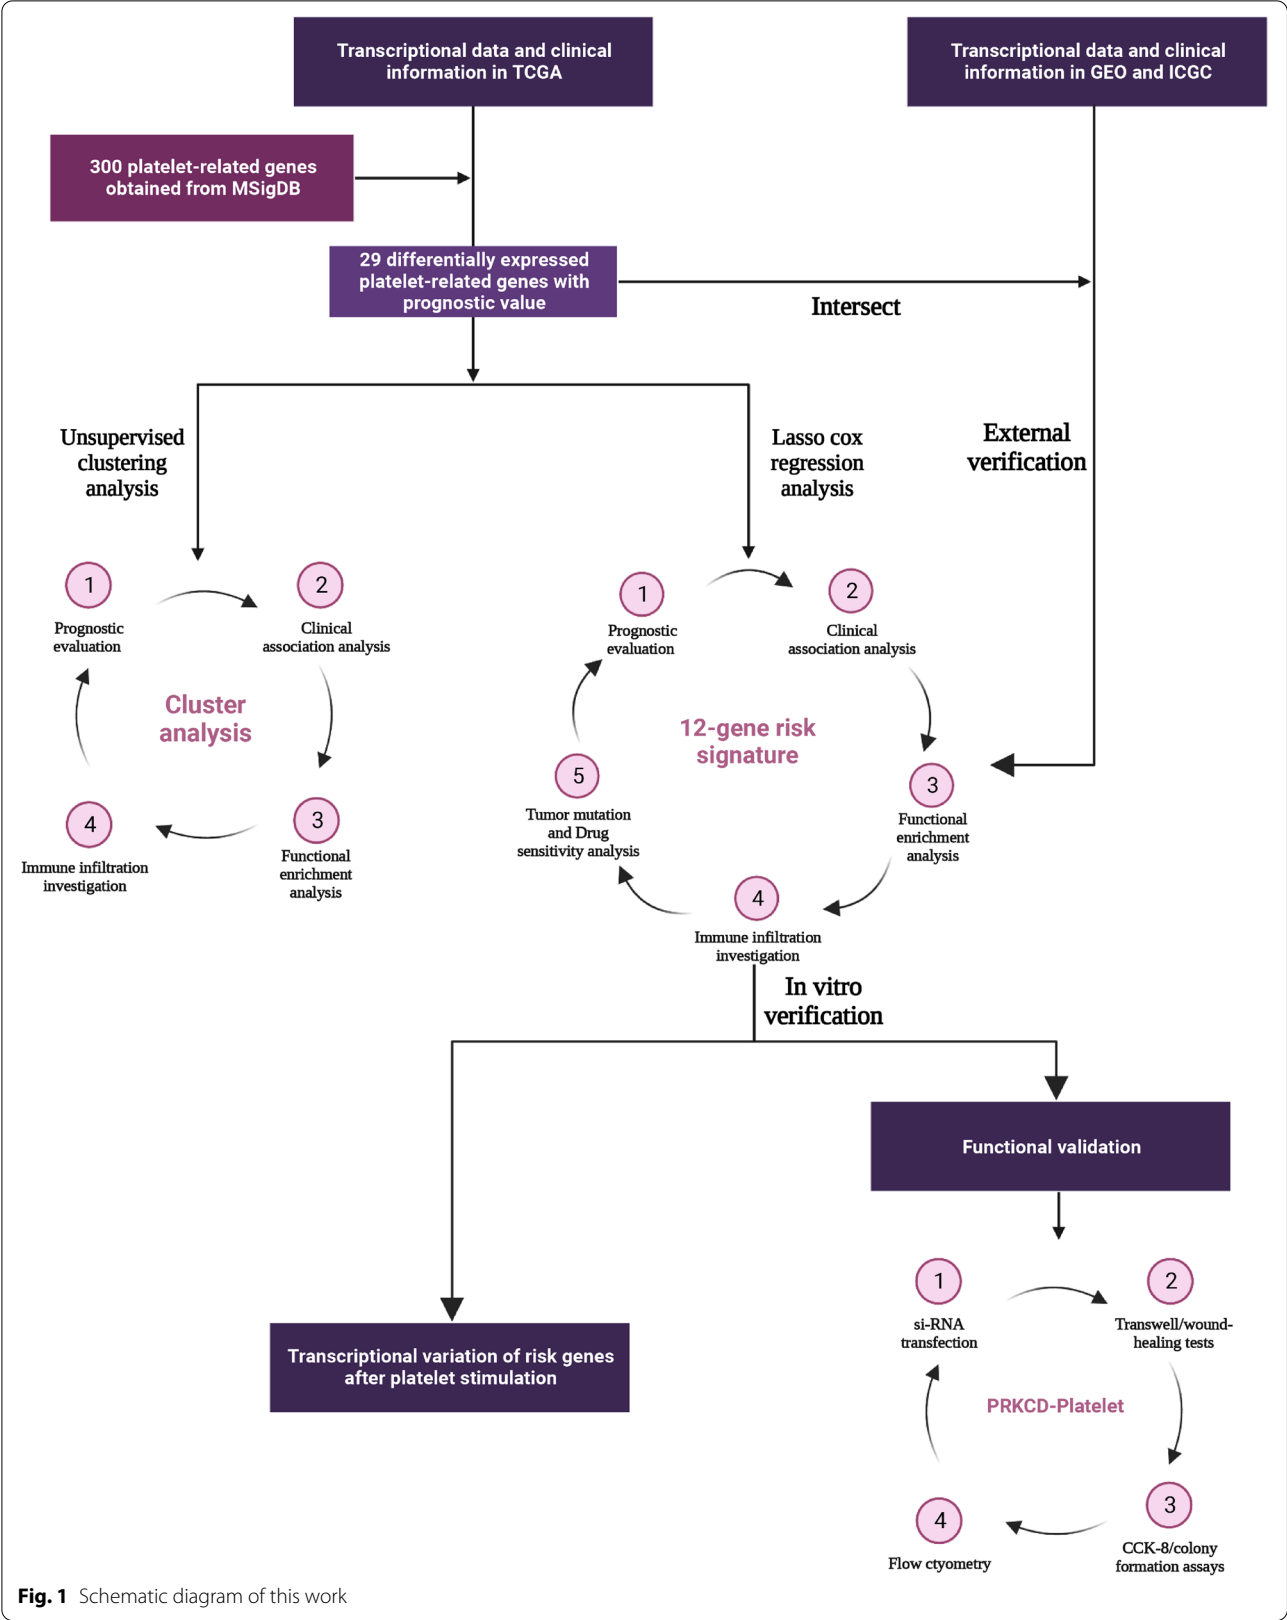 Transcriptional data and clinical
information in TCGA
Transcriptional data and clinical
information in GEO and ICGC
300 platelet-related genes
obtained from MSigDB
29 differentially expressed
platelet-related genes with
prognostic value
Intersect
Unsupervised
clustering
analysis
Lasso cox
regression
analysis
External
verification
1
Prognostic
evaluation
2
Clinical
association analysis
Cluster
analysis
4
Immune infiltration
investigation
3
Functional
enrichment
analysis
1
Prognostic
evaluation
2
Clinical
association analysis
12-gene risk
signature
5
Tumor mutation
and Drug
sensitivity analysis
3
Functional
enrichment
analysis
4
Immune infiltration
investigation
In vitro
verification
Functional validation
Transcriptional variation of risk genes
after platelet stimulation
1
si-RNA
transfection
2
Transwell/wound-
healing tests
PRKCD-Platelet
4
Flow ctyometry
3
CCK-8/colony
formation assays
Fig. 1 Schematic diagram of this work